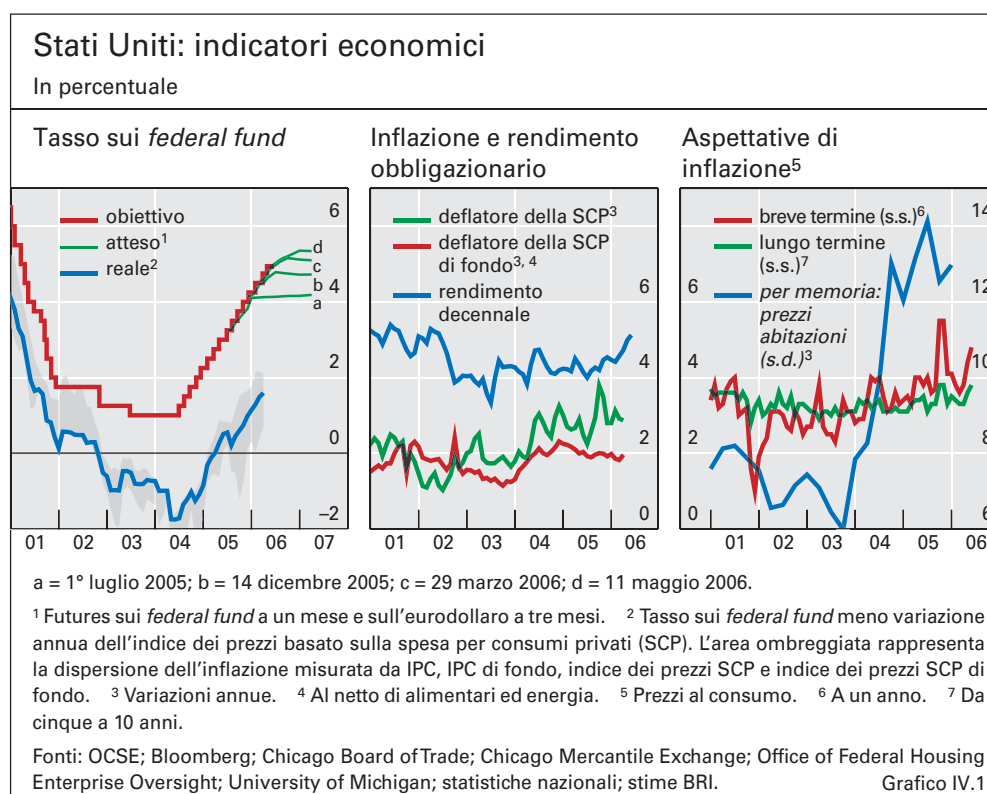 Stati Uniti: indicatori economici
In percentuale
Tasso sui federal fund
6
obiettivo
atteso1
reale2
d
c
b
a
4
2
0
–2
01 02 03 04 05 06 07
Inflazione e rendimento
obbligazionario
deflatore della SCP3
deflatore della SCP
di fondo3, 4
rendimento
decennale
6
4
2
0
01 02 03 04 05 06
Aspettative di
inflazione5
breve termine (s.s.)6
lungo termine
(s.s.)7
per memoria:
prezzi
abitazioni
(s.d.)3
6
4
2
0
14
12
10
8
6
01 02 03 04 05 06
a = 1° luglio 2005; b = 14 dicembre 2005; c = 29 marzo 2006; d = 11 maggio 2006.
1 Futures sui federal fund a un mese e sull'eurodollaro a tre mesi. 2 Tasso sui federal fund meno variazione
annua dell'indice dei prezzi basato sulla spesa per consumi privati (SCP). L'area ombreggiata rappresenta
la dispersione dell'inflazione misurata da IPC, IPC di fondo, indice dei prezzi SCP e indice dei prezzi SCP di
fondo. 3 Variazioni annue. 4 Al netto di alimentari ed energia. 5 Prezzi al consumo. 6 A un anno. 7 Da
cinque a 10 anni.
Fonti: OCSE; Bloomberg; Chicago Board of Trade; Chicago Mercantile Exchange; Office of Federal Housing
Enterprise Oversight; University of Michigan; statistiche nazionali; stime BRI. Grafico IV.1